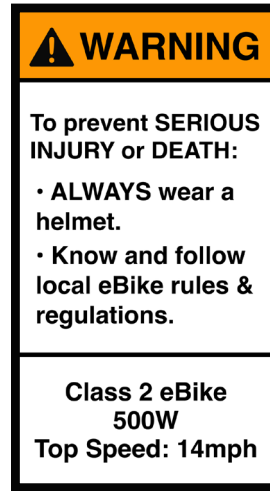 WARNING
To prevent SERIOUS
INJURY or DEATH:
• ALWAYS wear a
helmet.
• Know and follow
local eBike rules &
regulations.
Class 2 eBike
500W
Top Speed: 14mph